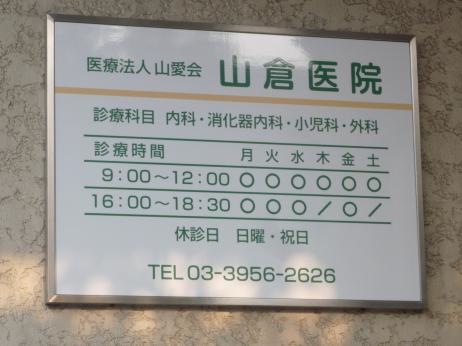 医療法人 山愛会 山倉医院
診療科目 内科・消化器内科・小児科・外科
診療時間 月 火 水 木 金 土
9:00〜12:00 ○ ○ ○ ○ ○ ○
16:00〜18:30 ○ ○ ○ / ○ /
休診日 日曜・祝日
TEL 03-3956-2626